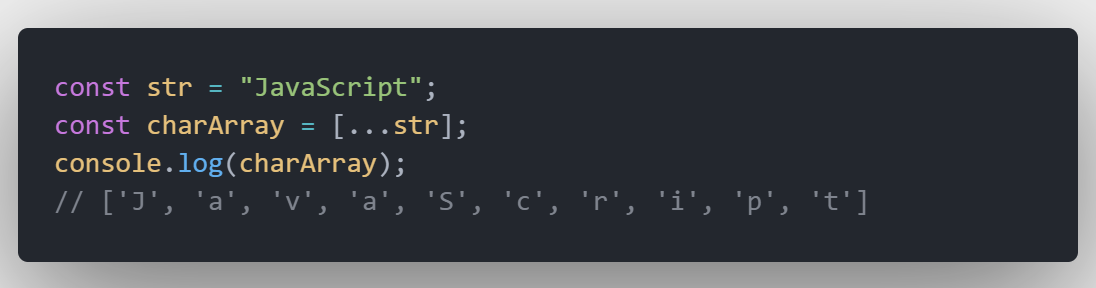 const str = "JavaScript";
const charArray = [...str];
console.log(charArray);
// ['J', 'a', 'v', 'a', 'S', 'c', 'r', 'i', 'p', 't']